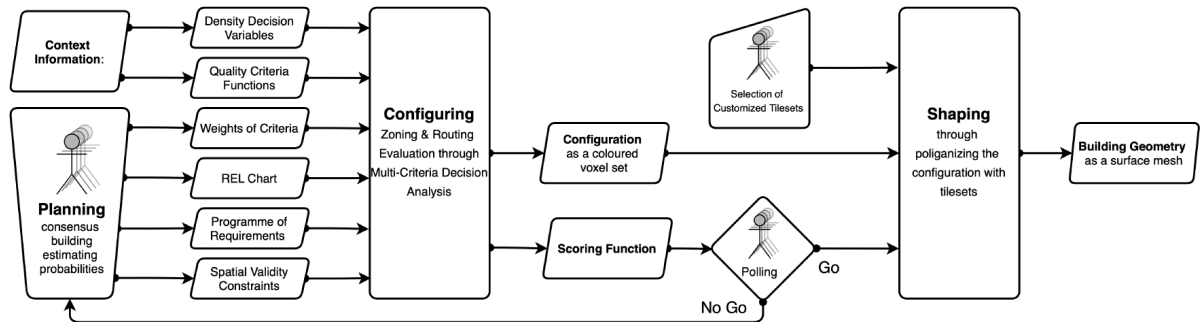 Context
Information:
Density Decision
Variables
Quality Criteria
Functions
Planning
consensus
building
estimating
probabilities
Weights of Criteria
REL Chart
Programme of
Requirements
Spatial Validity
Constraints
Configuring
Zoning & Routing
Evaluation through
Multi-Criteria Decision
Analysis
Configuration
as a coloured
voxel set
Scoring Function
Selection of
Customized Tilesets
Polling
Go
No Go
Shaping
through
poliganizing the
configuration with
tilesets
Building Geometry
as a surface mesh